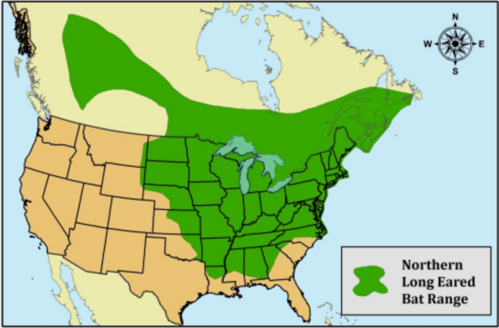 N
W E
S
Northern
Long Eared
Bat Range